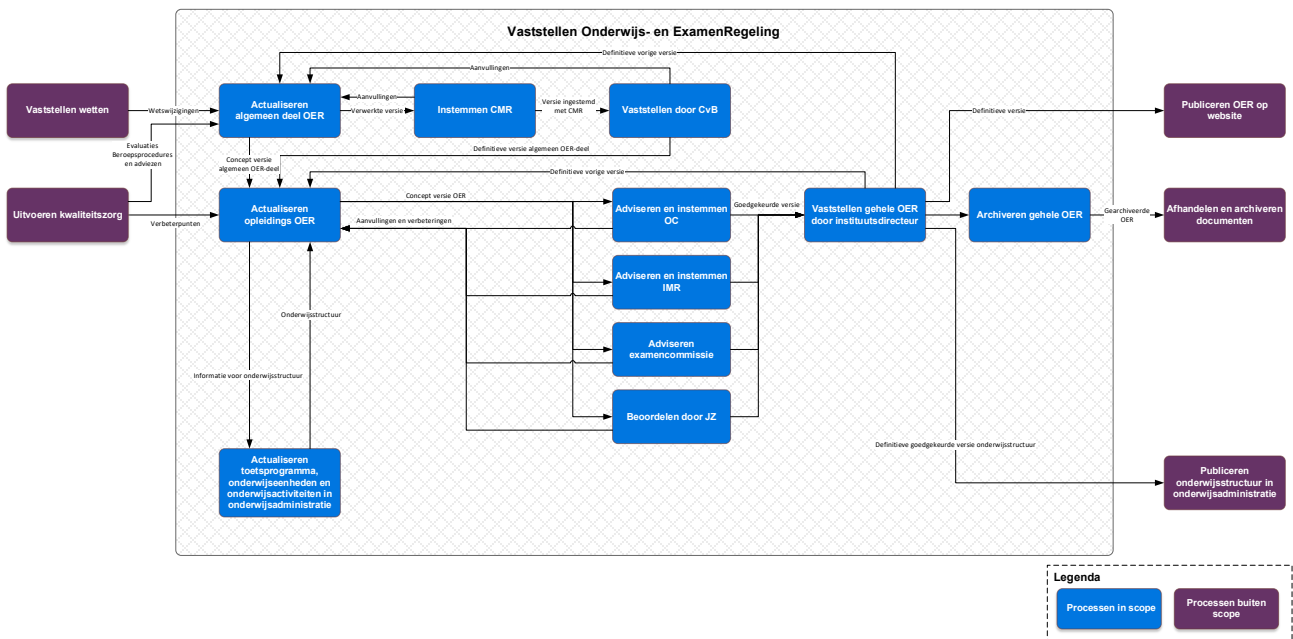 Vaststellen Onderwijs- en ExamenRegeling
Definitieve vorige versie
Aanvullingen
Vaststellen wetten
Wetswijzigingen
Actualiseren
algemeen deel OER
Aanvullingen
Verwerkte versie
Instemmen CMR
Versie ingestemd
met CMR
Vaststellen door CvB
Definitieve versie
Publiceren OER op
website
Evaluaties
Beroepsprocedures
en adviezen
Concept versie
algemeen OER-deel
Definitieve versie algemeen OER-deel
Definitieve vorige versie
Uitvoeren kwaliteitszorg
Verbeterpunten
Actualiseren
opleidings OER
Concept versie OER
Aanvullingen en verbeteringen
Adviseren en instemmen
OC
Goedgekeurde versie
Vaststellen gehele OER
door instituutsdirecteur
Archiveren gehele OER
Gearchiveerde
OER
Afhandelen en archiveren
documenten
Adviseren en instemmen
IMR
Onderwijsstructuur
Adviseren
examencommissie
Informatie voor onderwijsstructuur
Beoordelen door JZ
Definitieve goedgekeurde versie onderwijsstructuur
Actualiseren
toetsprogramma,
onderwijseenheden en
onderwijsactiviteiten in
onderwijsadministratie
Publiceren
onderwijsstructuur in
onderwijsadministratie
Legenda
Processen in scope
Processen buiten
scope